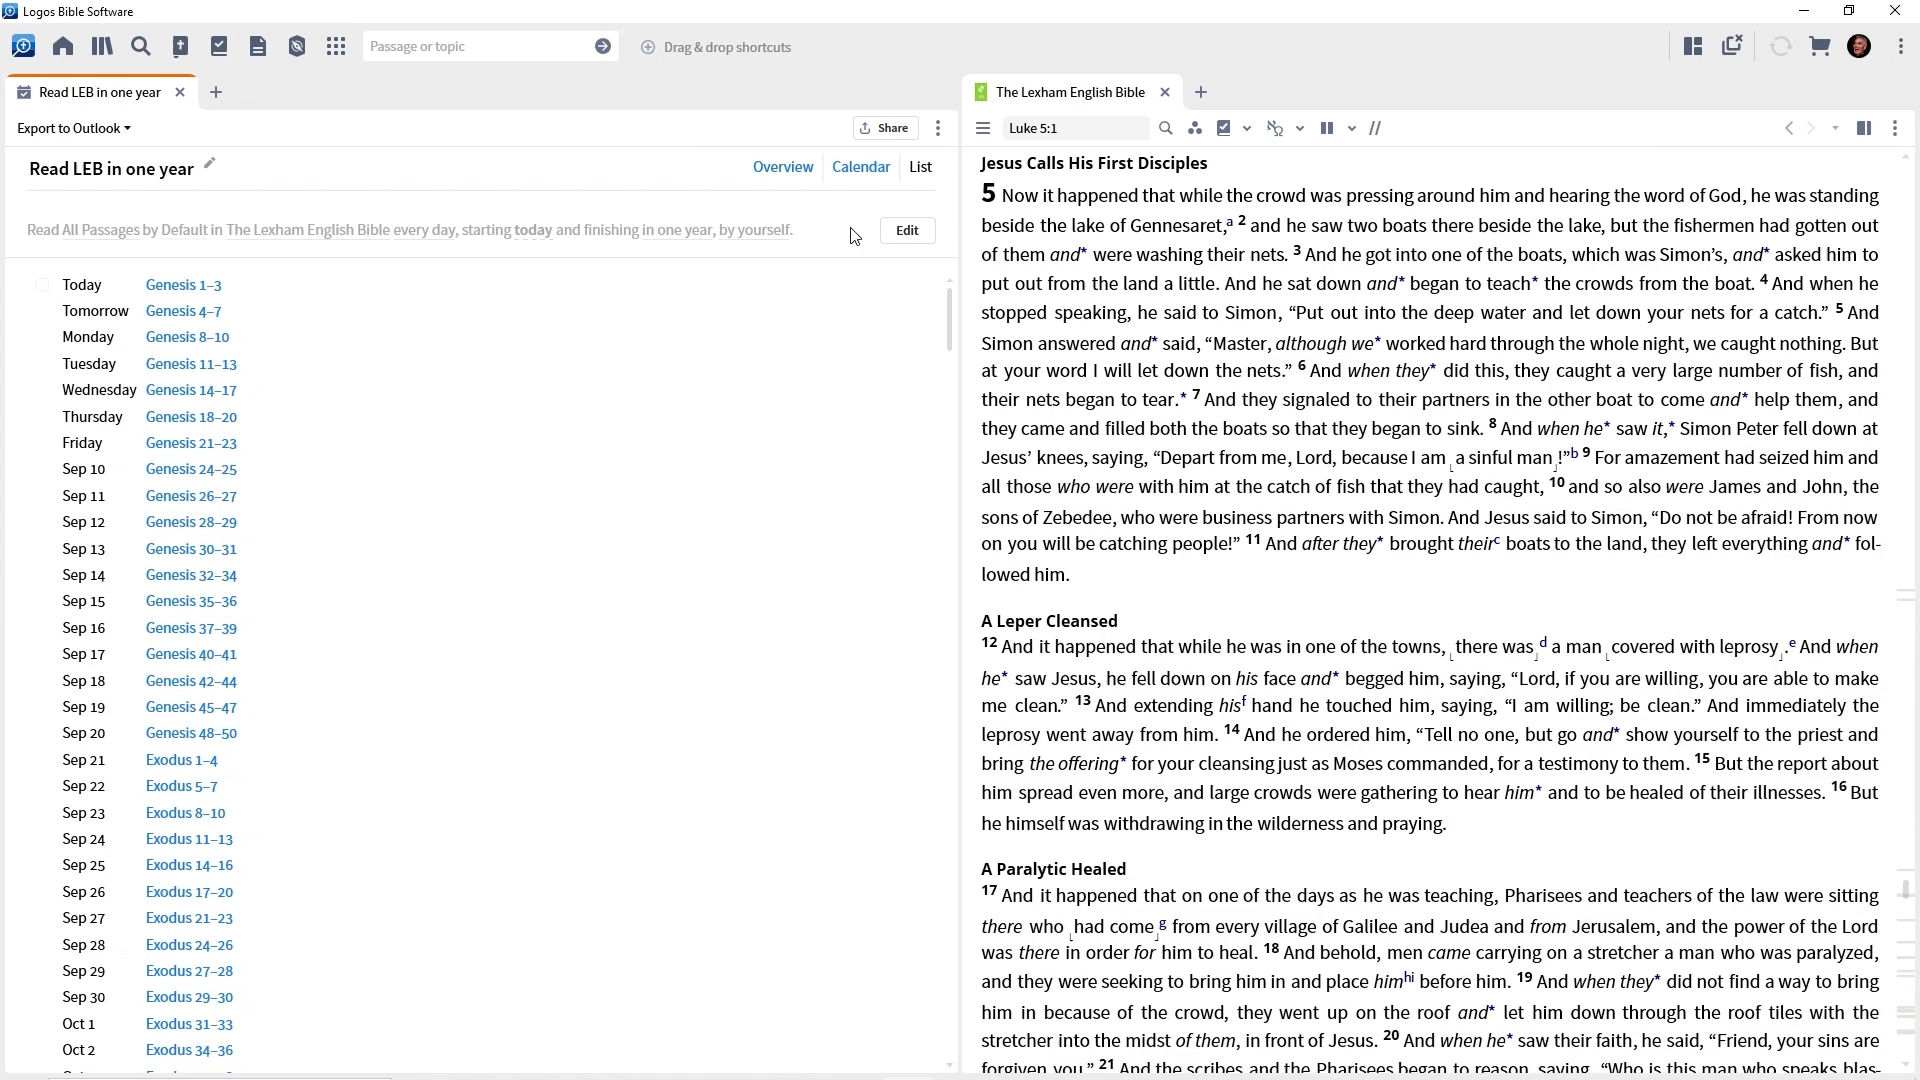 Logos Bible Software
Passage or topic
Drag & drop shortcuts
Read LEB in one year
The Lexham English Bible
Export to Outlook
Share
Luke 5:1
Read LEB in one year
Overview
Calendar
List
Read All Passages by Default in The Lexham English Bible every day, starting today and finishing in one year, by yourself.
Edit
Today Genesis 1–3
Tomorrow Genesis 4–7
Monday Genesis 8–10
Tuesday Genesis 11–13
Wednesday Genesis 14–17
Thursday Genesis 18–20
Friday Genesis 21–23
Sep 10 Genesis 24–25
Sep 11 Genesis 26–27
Sep 12 Genesis 28–29
Sep 13 Genesis 30–31
Sep 14 Genesis 32–34
Sep 15 Genesis 35–36
Sep 16 Genesis 37–39
Sep 17 Genesis 40–41
Sep 18 Genesis 42–44
Sep 19 Genesis 45–47
Sep 20 Genesis 48–50
Sep 21 Exodus 1–4
Sep 22 Exodus 5–7
Sep 23 Exodus 8–10
Sep 24 Exodus 11–13
Sep 25 Exodus 14–16
Sep 26 Exodus 17–20
Sep 27 Exodus 21–23
Sep 28 Exodus 24–26
Sep 29 Exodus 27–28
Sep 30 Exodus 29–30
Oct 1 Exodus 31–33
Oct 2 Exodus 34–36
Jesus Calls His First Disciples
5 Now it happened that while the crowd was pressing around him and hearing the word of God, he was standing
beside the lake of Gennesaret,a 2 and he saw two boats there beside the lake, but the fishermen had gotten out
of them and* were washing their nets. 3 And he got into one of the boats, which was Simon’s, and* asked him to
put out from the land a little. And he sat down and* began to teach* the crowds from the boat. 4 And when he
stopped speaking, he said to Simon, “Put out into the deep water and let down your nets for a catch.” 5 And
Simon answered and* said, “Master, although we* worked hard through the whole night, we caught nothing. But
at your word I will let down the nets.” 6 And when they* did this, they caught a very large number of fish, and
their nets began to tear.* 7 And they signaled to their partners in the other boat to come and* help them, and
they came and filled both the boats so that they began to sink. 8 And when he* saw it,* Simon Peter fell down at
Jesus’ knees, saying, “Depart from me, Lord, because I am ⌞a sinful man⌟!”b 9 For amazement had seized him and
all those who were with him at the catch of fish that they had caught, 10 and so also were James and John, the
sons of Zebedee, who were business partners with Simon. And Jesus said to Simon, “Do not be afraid! From now
on you will be catching people!” 11 And after they* brought theirc boats to the land, they left everything and* fol-
lowed him.
A Leper Cleansed
12 And it happened that while he was in one of the towns, ⌞there was⌟d a man ⌞covered with leprosy⌟.e And when
he* saw Jesus, he fell down on his face and* begged him, saying, “Lord, if you are willing, you are able to make
me clean.” 13 And extending hisf hand he touched him, saying, “I am willing; be clean.” And immediately the
leprosy went away from him. 14 And he ordered him, “Tell no one, but go and* show yourself to the priest and
bring the offering* for your cleansing just as Moses commanded, for a testimony to them. 15 But the report about
him spread even more, and large crowds were gathering to hear him* and to be healed of their illnesses. 16 But
he himself was withdrawing in the wilderness and praying.
A Paralytic Healed
17 And it happened that on one of the days as he was teaching, Pharisees and teachers of the law were sitting
there who ⌞had come⌟g from every village of Galilee and Judea and from Jerusalem, and the power of the Lord
was there in order for him to heal. 18 And behold, men came carrying on a stretcher a man who was paralyzed,
and they were seeking to bring him in and place himhi before him. 19 And when they* did not find a way to bring
him in because of the crowd, they went up on the roof and* let him down through the roof tiles with the
stretcher into the midst of them, in front of Jesus. 20 And when he* saw their faith, he said, “Friend, your sins are
forgiven you.” 21 And the scribes and the Pharisees began to reason, saying, “Who is this man who speaks blas-